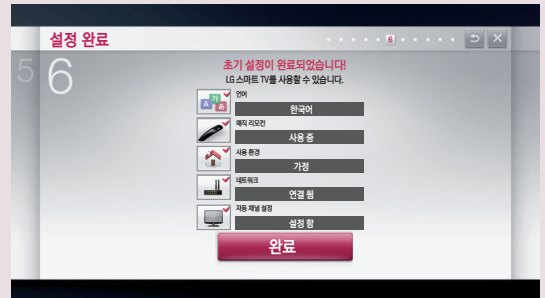 설정 완료
6
5 6
초기 설정이 완료되었습니다!
LG 스마트 TV를 사용할 수 있습니다.
가
A あ
언어
한국어
매직 리모컨
사용 중
사용 환경
가정
네트워크
연결 됨
자동 채널 설정
설정 함
완료